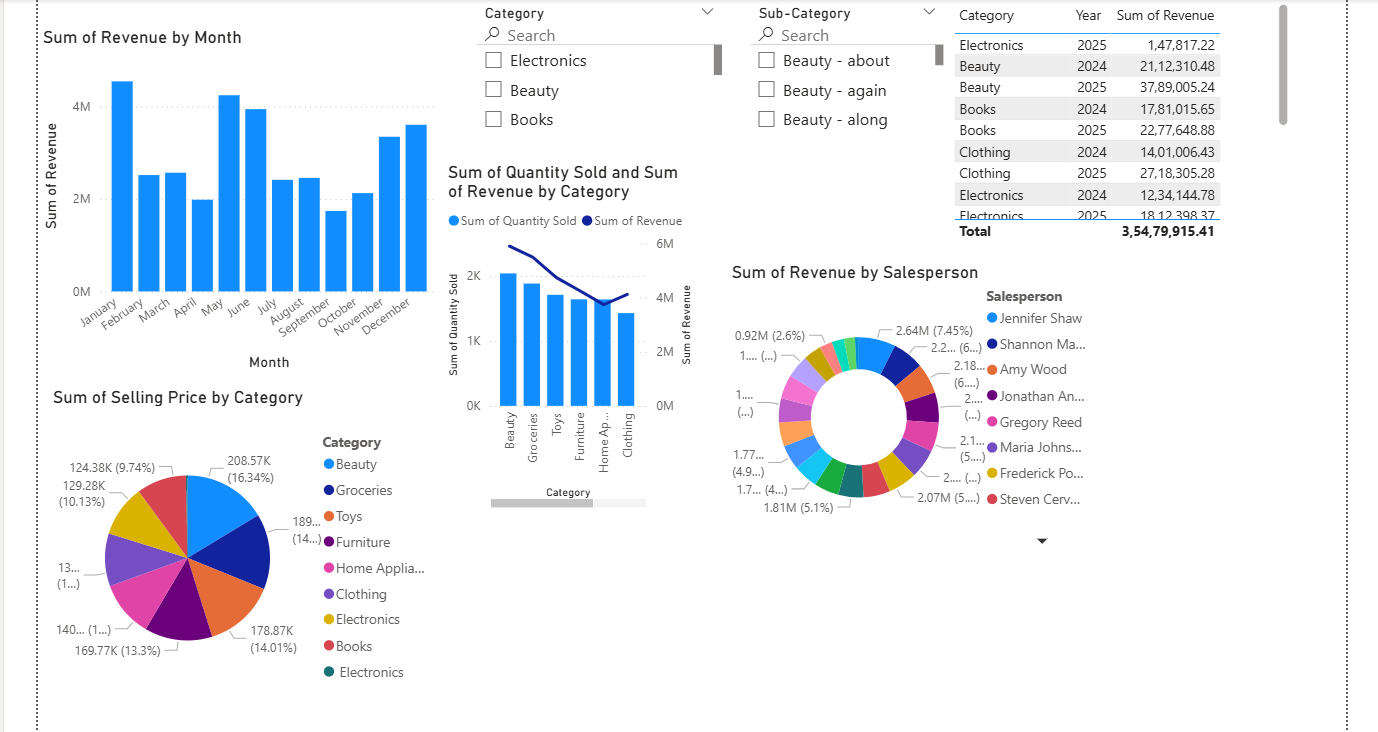 Sum of Revenue by Month
4M
2M
0M
Sum of Revenue
January
February
March
April
May
June
July
August
September
October
November
December
Month
Category
Search
Electronics
Beauty
Books
Sub-Category
Search
Beauty - about
Beauty - again
Beauty - along
Category Year Sum of Revenue
Electronics 2025 1,47,817.22
Beauty 2024 21,12,310.48
Beauty 2025 37,89,005.24
Books 2024 17,81,015.65
Books 2025 22,77,648.88
Clothing 2024 14,01,006.43
Clothing 2025 27,18,305.28
Electronics 2024 12,34,144.78
Electronics 2025 18,12,398.37
Total 3,54,79,915.41
Sum of Quantity Sold and Sum
of Revenue by Category
Sum of Quantity Sold Sum of Revenue
2K
1K
0K
Sum of Quantity Sold
6M
4M
2M
0M
Sum of Revenue
Beauty
Groceries
Toys
Furniture
Home Ap...
Clothing
Category
Sum of Revenue by Salesperson
0.92M (2.6%)
1.... (...)
1....
(...)
1.77...
(4.9...)
1.7... (4...)
1.81M (5.1%)
2.64M (7.45%)
2.2... (6...)
2.18...
(6....)
2....
(...)
2.1...
(5....)
2.... (...)
2.07M (5....)
Salesperson
Jennifer Shaw
Shannon Ma...
Amy Wood
Jonathan An...
Gregory Reed
Maria Johns...
Frederick Po...
Steven Cerv...
Sum of Selling Price by Category
124.38K (9.74%)
129.28K
(10.13%)
13...
(1...)
140... (1...)
169.77K (13.3%)
208.57K
(16.34%)
189...
(14...)
178.87K
(14.01%)
Category
Beauty
Groceries
Toys
Furniture
Home Applia...
Clothing
Electronics
Books
Electronics